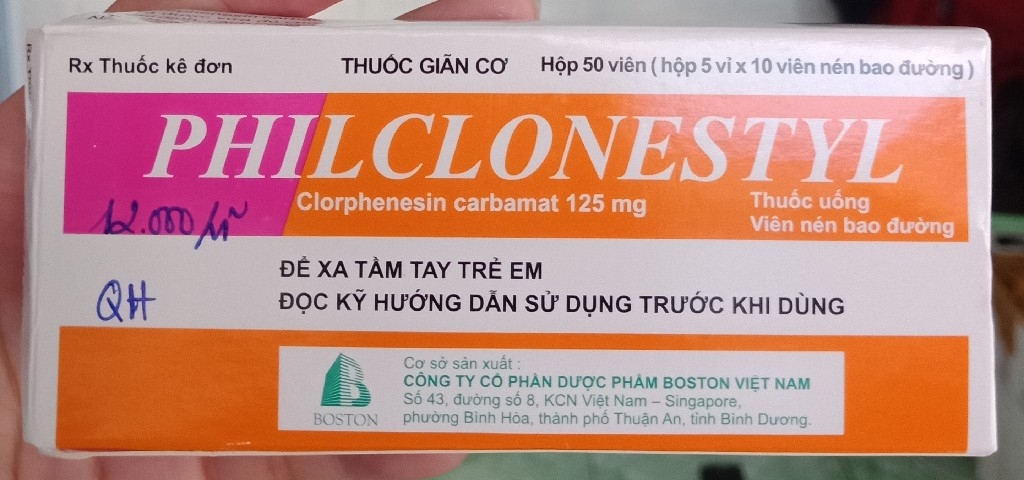 Rx Thuốc kê đơn
THUỐC GIÃN CƠ
Hộp 50 viên ( hộp 5 vỉ x 10 viên nén bao đường )
PHILCLONESTYL
Clorphenesin carbamat 125 mg
Thuốc uống
Viên nén bao đường
12.000/vỉ
QH
ĐỂ XA TẦM TAY TRẺ EM
ĐỌC KỸ HƯỚNG DẪN SỬ DỤNG TRƯỚC KHI DÙNG
BOSTON
Cơ sở sản xuất :
CÔNG TY CỔ PHẦN DƯỢC PHẨM BOSTON VIỆT NAM
Số 43, đường số 8, KCN Việt Nam – Singapore,
phường Bình Hòa, thành phố Thuận An, tỉnh Bình Dương.